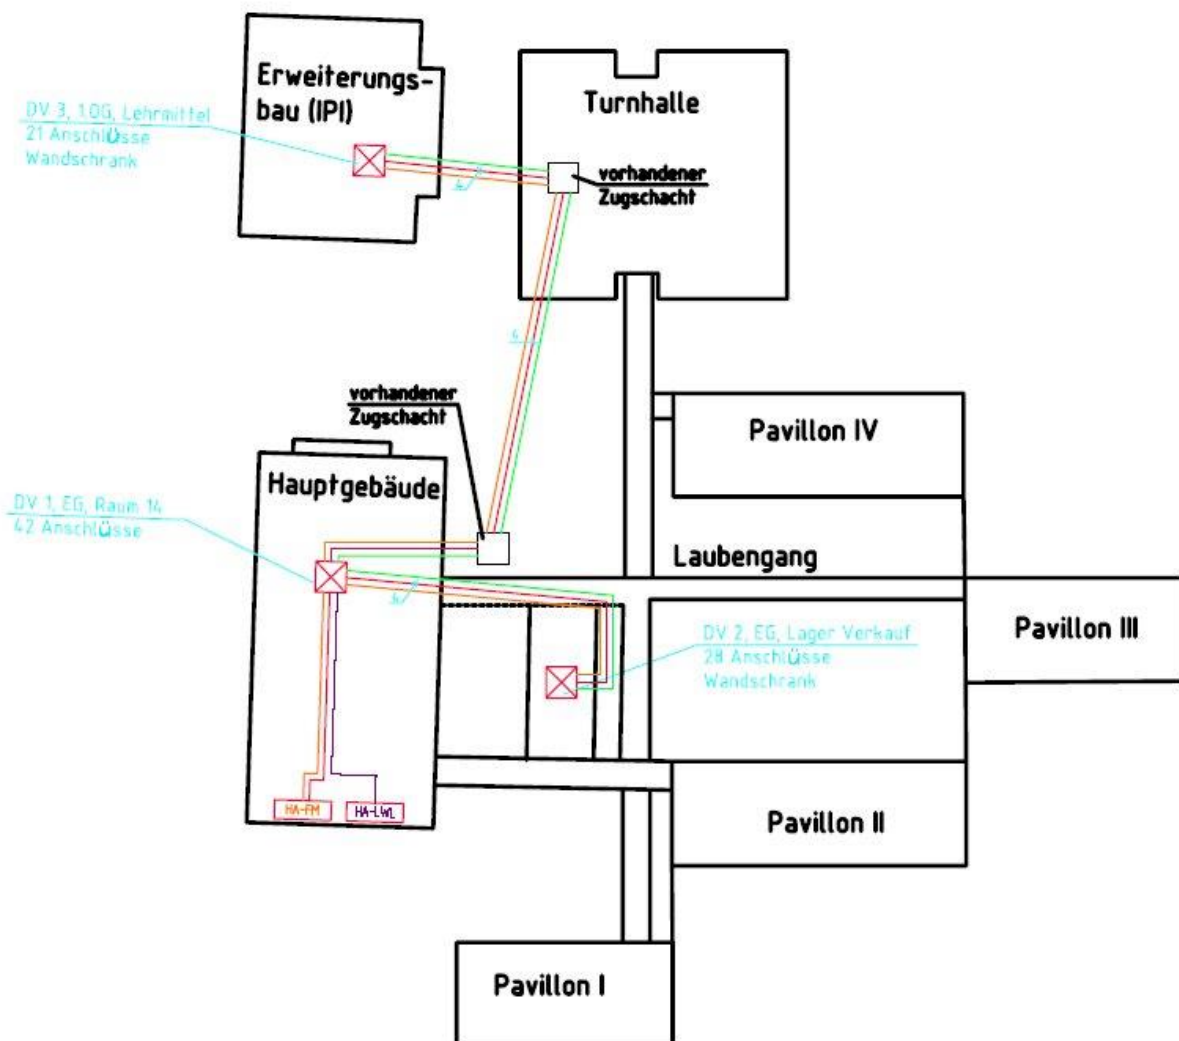 Erweiterungs-
bau (IPI)
DV 3, 1.OG, Lehrmittel
21 Anschlüsse
Wandschrank
Turnhalle
vorhandener
Zugschacht
4
6
vorhandener
Zugschacht
Hauptgebäude
DV 1, EG, Raum 14
42 Anschlüsse
Pavillon IV
Laubengang
Pavillon III
DV 2, EG, Lager Verkauf
28 Anschlüsse
Wandschrank
HA-FM
HA-LWL
Pavillon II
Pavillon I